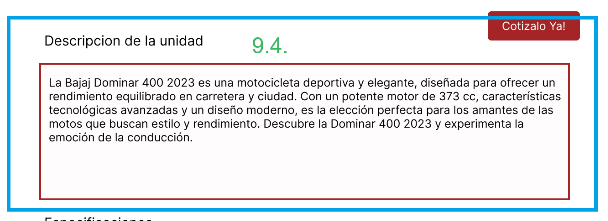 Cotizalo Ya!
Descripcion de la unidad
9.4.
La Bajaj Dominar 400 2023 es una motocicleta deportiva y elegante, diseñada para ofrecer un
rendimiento equilibrado en carretera y ciudad. Con un potente motor de 373 cc, características
tecnológicas avanzadas y un diseño moderno, es la elección perfecta para los amantes de las
motos que buscan estilo y rendimiento. Descubre la Dominar 400 2023 y experimenta la
emoción de la conducción.